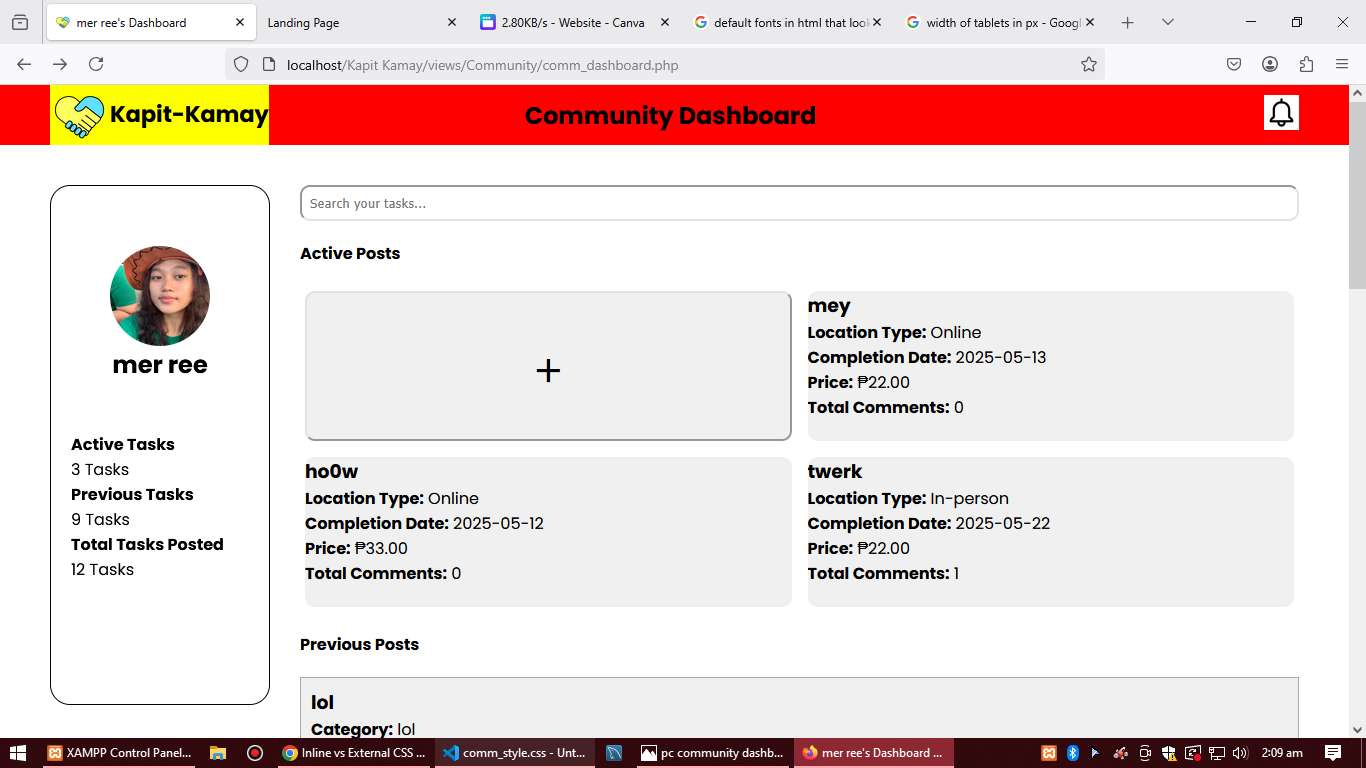 mer ree's Dashboard
Landing Page
2.80KB/s - Website - Canva
default fonts in html that look
width of tablets in px - Googl
localhost/Kapit Kamay/views/Community/comm_dashboard.php
Kapit-Kamay
Community Dashboard
mer ree
Active Tasks
3 Tasks
Previous Tasks
9 Tasks
Total Tasks Posted
12 Tasks
Search your tasks...
Active Posts
+
mey
Location Type: Online
Completion Date: 2025-05-13
Price: ₱22.00
Total Comments: 0
ho0w
Location Type: Online
Completion Date: 2025-05-12
Price: ₱33.00
Total Comments: 0
twerk
Location Type: In-person
Completion Date: 2025-05-22
Price: ₱22.00
Total Comments: 1
Previous Posts
lol
Category: lol
XAMPP Control Panel...
Inline vs External CSS ...
comm_style.css - Unt...
pc community dashb...
mer ree's Dashboard ...
2:09 am